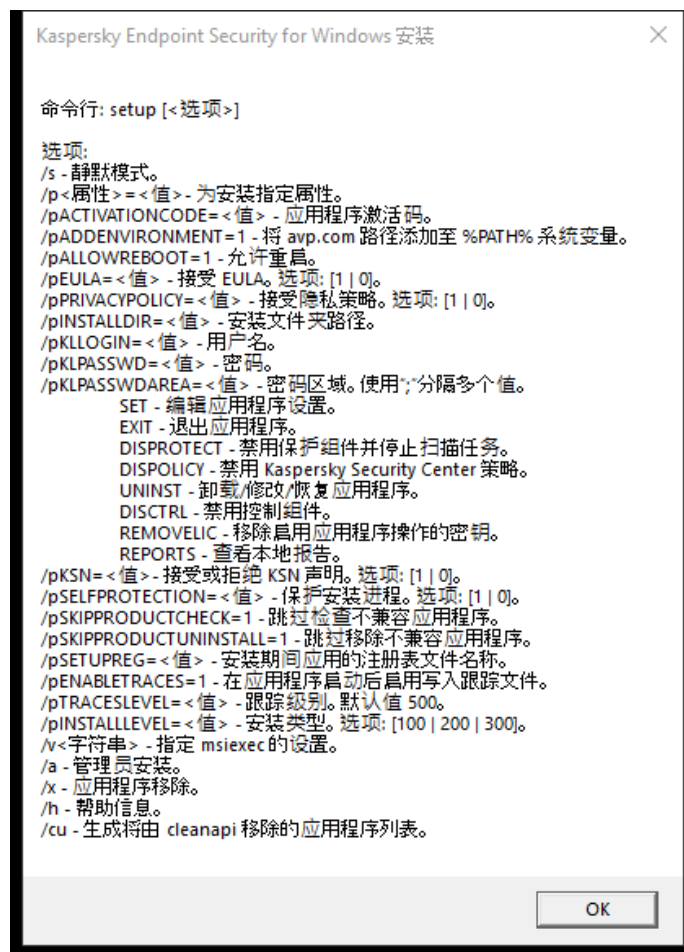 Kaspersky Endpoint Security for Windows 安装
命令行: setup [<选项>]
选项:
/s - 静默模式。
/p<属性>=<值> - 为安装指定属性。
/pACTIVATIONCODE=<值> - 应用程序激活码。
/pADDENVIRONMENT=1 - 将 avp.com 路径添加至 %PATH% 系统变量。
/pALLOWREBOOT=1 - 允许重启。
/pEULA=<值> - 接受 EULA。选项: [1 | 0]。
/pPRIVACYPOLICY=<值> - 接受隐私策略。选项: [1 | 0]。
/pINSTALLDIR=<值> - 安装文件夹路径。
/pKLLOGIN=<值> - 用户名。
/pKLPASSWD=<值> - 密码。
/pKLPASSWDAREA=<值> - 密码区域。使用";"分隔多个值。
SET - 编辑应用程序设置。
EXIT - 退出应用程序。
DISPROTECT - 禁用保护组件并停止扫描任务。
DISPOLICY - 禁用 Kaspersky Security Center 策略。
UNINST - 卸载/修改/恢复应用程序。
DISCTRL - 禁用控制组件。
REMOVELIC - 移除启用应用程序操作的密钥。
REPORTS - 查看本地报告。
/pKSN=<值> - 接受或拒绝 KSN 声明。选项: [1 | 0]。
/pSELFPROTECTION=<值> - 保护安装进程。选项: [1 | 0]。
/pSKIPPRODUCTCHECK=1 - 跳过检查不兼容应用程序。
/pSKIPPRODUCTUNINSTALL=1 - 跳过移除不兼容应用程序。
/pSETUPREG=<值> - 安装期间应用的注册表文件名称。
/pENABLETRACES=1 - 在应用程序启动后启用写入跟踪文件。
/pTRACESLEVEL=<值> - 跟踪级别。默认值 500。
/pINSTALLLEVEL=<值> - 安装类型。选项: [100 | 200 | 300]。
/v<字符串> - 指定 msiexec 的设置。
/a - 管理员安装。
/x - 应用程序移除。
/h - 帮助信息。
/cu - 生成将由 cleanapi 移除的应用程序列表。
OK